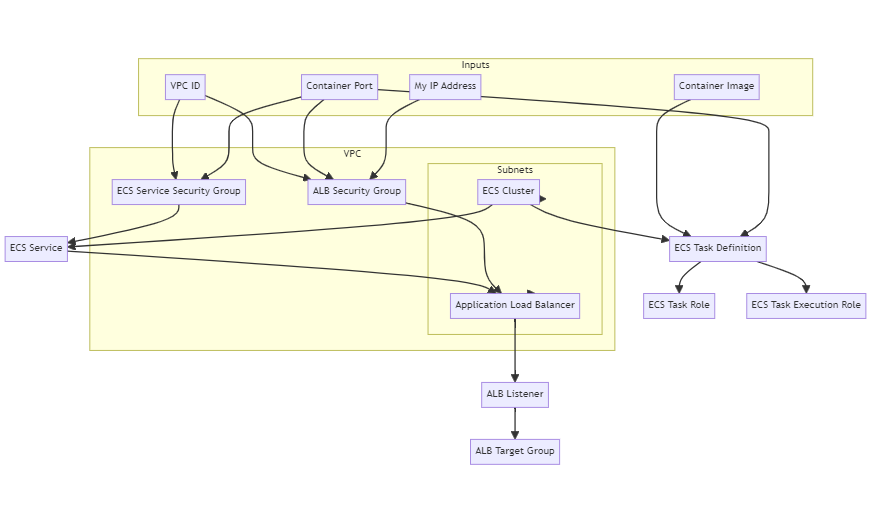 Inputs
VPC ID
Container Port
My IP Address
Container Image
VPC
Subnets
ECS Service Security Group
ALB Security Group
ECS Cluster
ECS Service
ECS Task Definition
Application Load Balancer
ECS Task Role
ECS Task Execution Role
ALB Listener
ALB Target Group